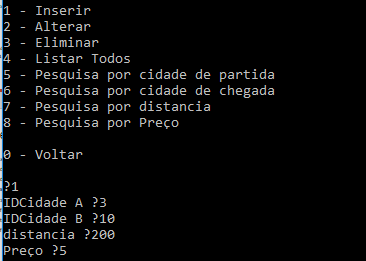 1 - Inserir
2 - Alterar
3 - Eliminar
4 - Listar Todos
5 - Pesquisa por cidade de partida
6 - Pesquisa por cidade de chegada
7 - Pesquisa por distancia
8 - Pesquisa por Preço
0 - Voltar
?1
IDCidade A ?3
IDCidade B ?10
distancia ?200
Preço ?5